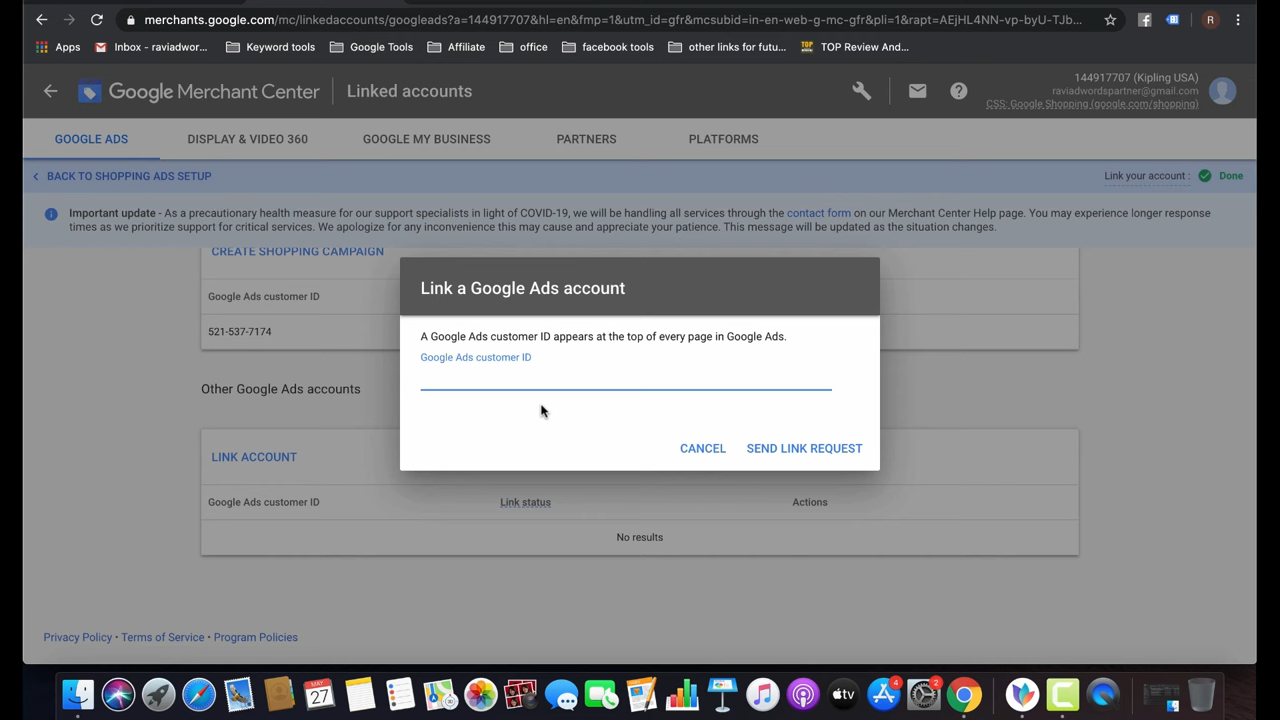 merchants.google.com/mc/linkedaccounts/googleads?a=144917707&hl=en&fmp=1&utm_id=gfr&mcsubid=in-en-web-g-mc-gfr&pli=1&rapt=AEjHL4NN-vp-byU-TJb...
R
Apps
Inbox - raviadwor...
Keyword tools
Google Tools
Affiliate
office
facebook tools
other links for futu...
TOP Review And...
Google Merchant Center
Linked accounts
144917707 (Kipling USA)
raviadwordspartner@gmail.com
CSS: Google Shopping (google.com/shopping)
GOOGLE ADS
DISPLAY & VIDEO 360
GOOGLE MY BUSINESS
PARTNERS
PLATFORMS
BACK TO SHOPPING ADS SETUP
Link your account :
Done
Important update - As a precautionary health measure for our support specialists in light of COVID-19, we will be handling all services through the contact form on our Merchant Center Help page. You may experience longer response
times as we prioritize support for critical services. We apologize for any inconvenience this may cause and appreciate your patience. This message will be updated as the situation changes.
CREATE SHOPPING CAMPAIGN
Google Ads customer ID
521-537-7174
Link a Google Ads account
A Google Ads customer ID appears at the top of every page in Google Ads.
Google Ads customer ID
CANCEL
SEND LINK REQUEST
Other Google Ads accounts
LINK ACCOUNT
Google Ads customer ID
Link status
Actions
No results
Privacy Policy • Terms of Service • Program Policies
MAY
27
tv
4
2